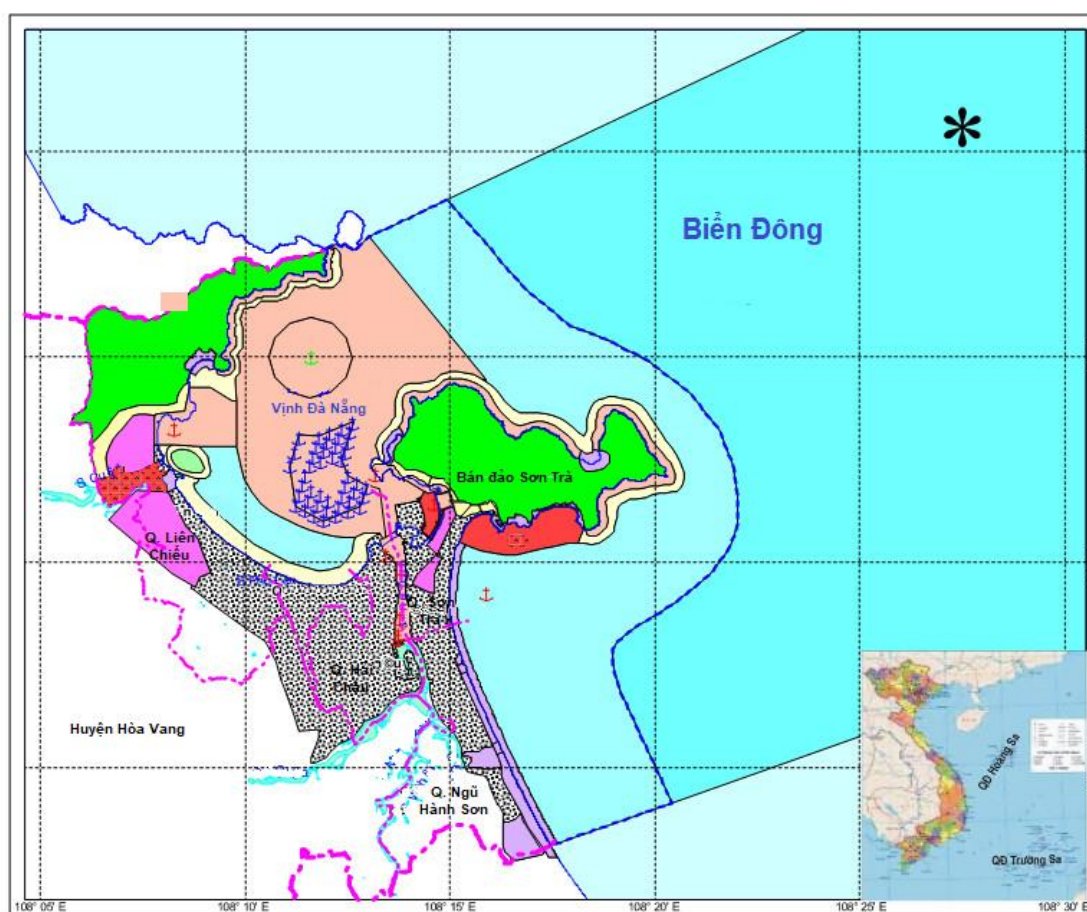 Biển Đông
Vịnh Đà Nẵng
Bán đảo Sơn Trà
Q. Liên
Chiểu
Q. Sơn
Trà
Q. Hải
Châu
Huyện Hòa Vang
Q. Ngũ
Hành Sơn
QĐ Hoàng Sa
QĐ Trường Sa
108° 05' E
108° 10' E
108° 15' E
108° 20' E
108° 25' E
108° 30' E